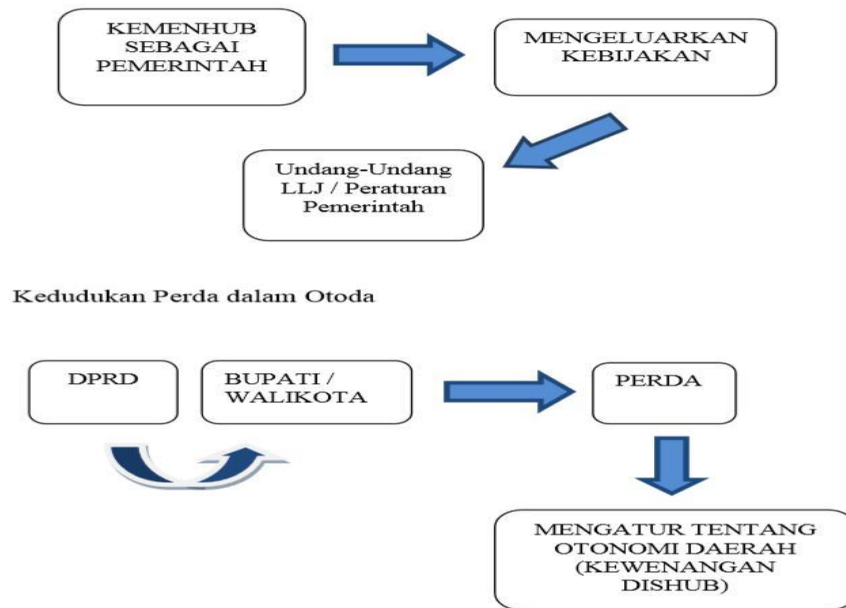 KEMENHUB
SEBAGAI
PEMERINTAH
MENGELUARKAN
KEBIJAKAN
Undang-Undang
LLJ / Peraturan
Pemerintah
Kedudukan Perda dalam Otoda
DPRD
BUPATI /
WALIKOTA
PERDA
MENGATUR TENTANG
OTONOMI DAERAH
(KEWENANGAN
DISHUB)